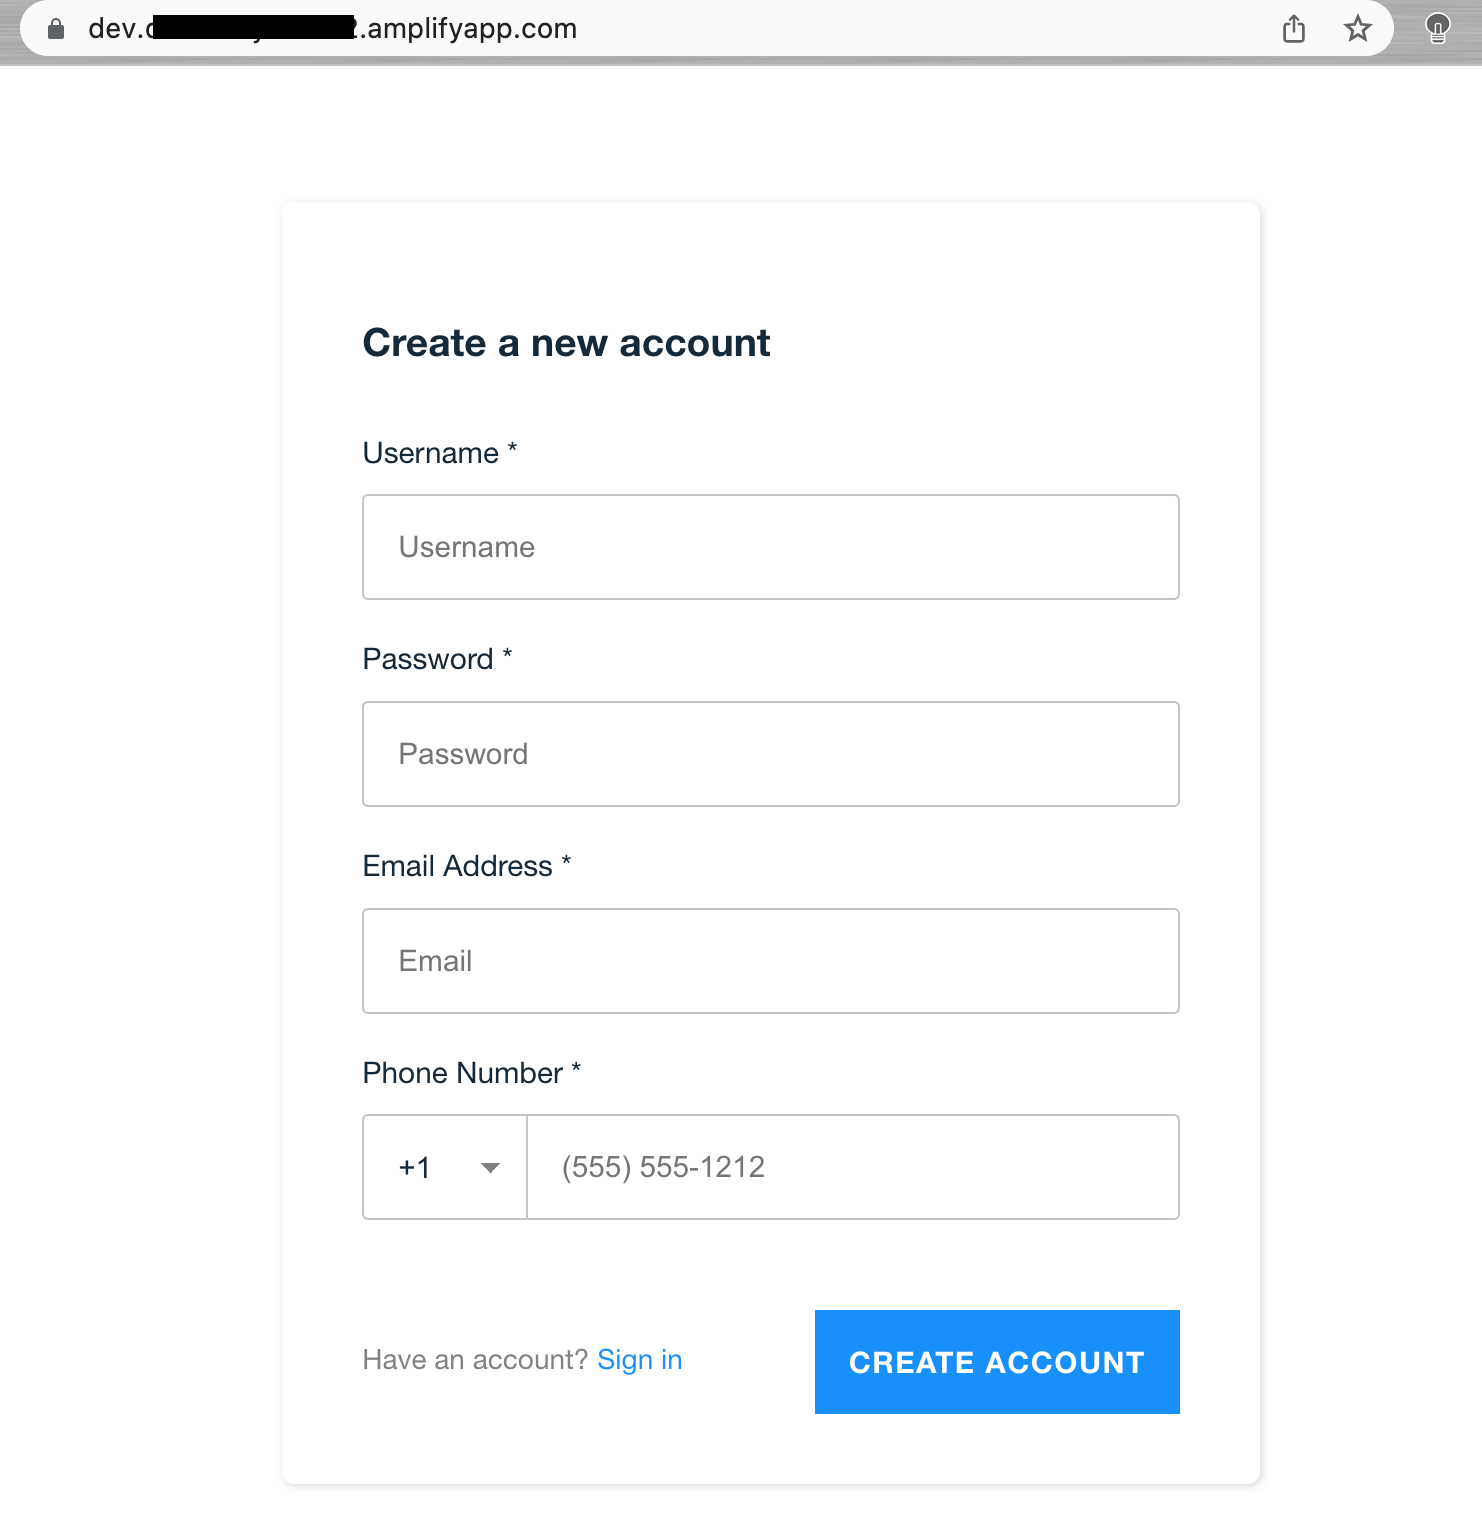 dev. .amplifyapp.com
Create a new account
Username *
Username
Password *
Password
Email Address *
Email
Phone Number *
+1 (555) 555-1212
Have an account? Sign in
CREATE ACCOUNT